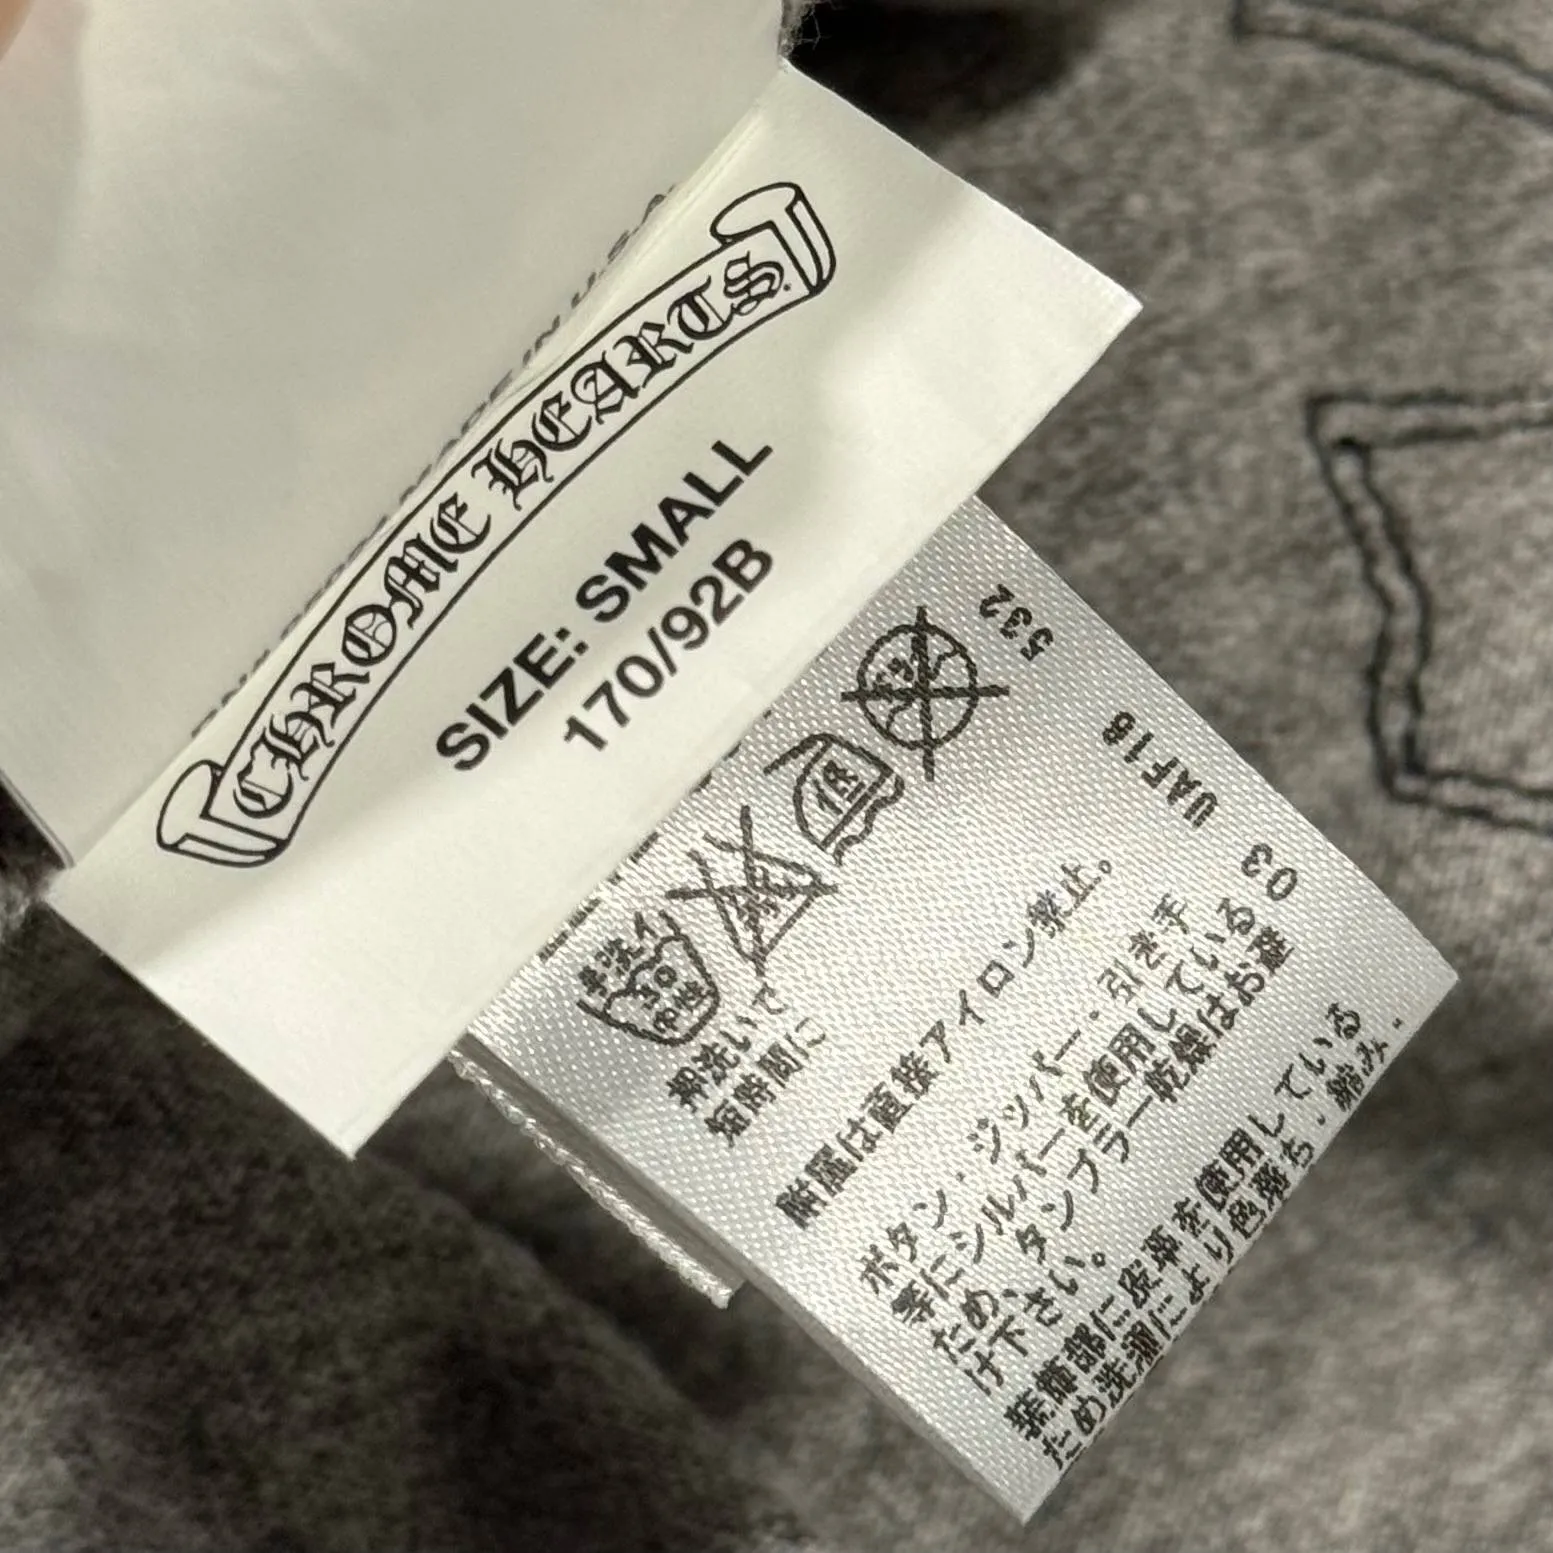 CHROME HEARTS
SIZE: SMALL
170/92B
532
UAF18
03
手洗イ
30
中性
押洗いで
短時間に
附属は直接アイロン禁止。
ボタン・ジッパー・引き手
等にシルバーを使用している
ため、タンブラー乾燥はお避
け下さい。
装飾部に皮革を使用している
ため洗濯により色落ち・縮み